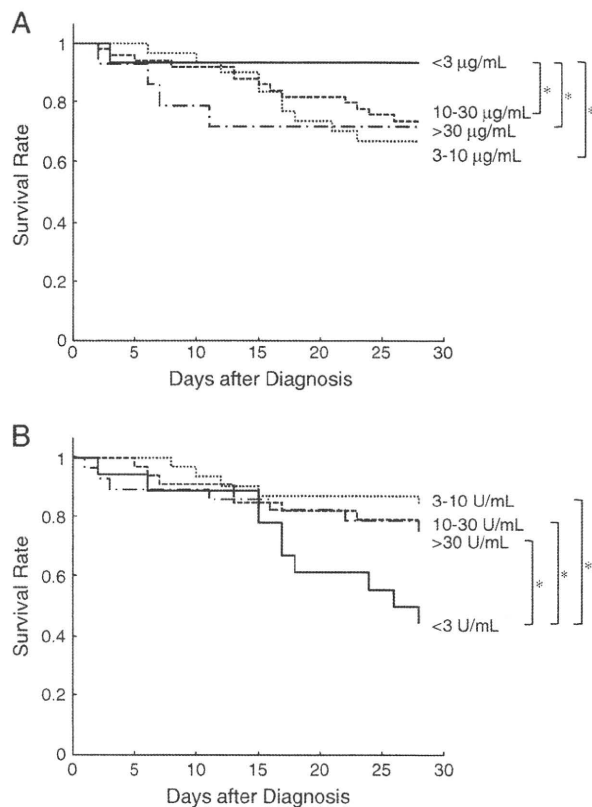 A
Survival Rate
1
0.8
0.6
0.4
0.2
0
0 5 10 15 20 25 30
Days after Diagnosis
<3 μg/mL
10-30 μg/mL
>30 μg/mL
3-10 μg/mL
* * *
B
Survival Rate
1
0.8
0.6
0.4
0.2
0
0 5 10 15 20 25 30
Days after Diagnosis
3-10 U/mL
10-30 U/mL
>30 U/mL
<3 U/mL
* * *